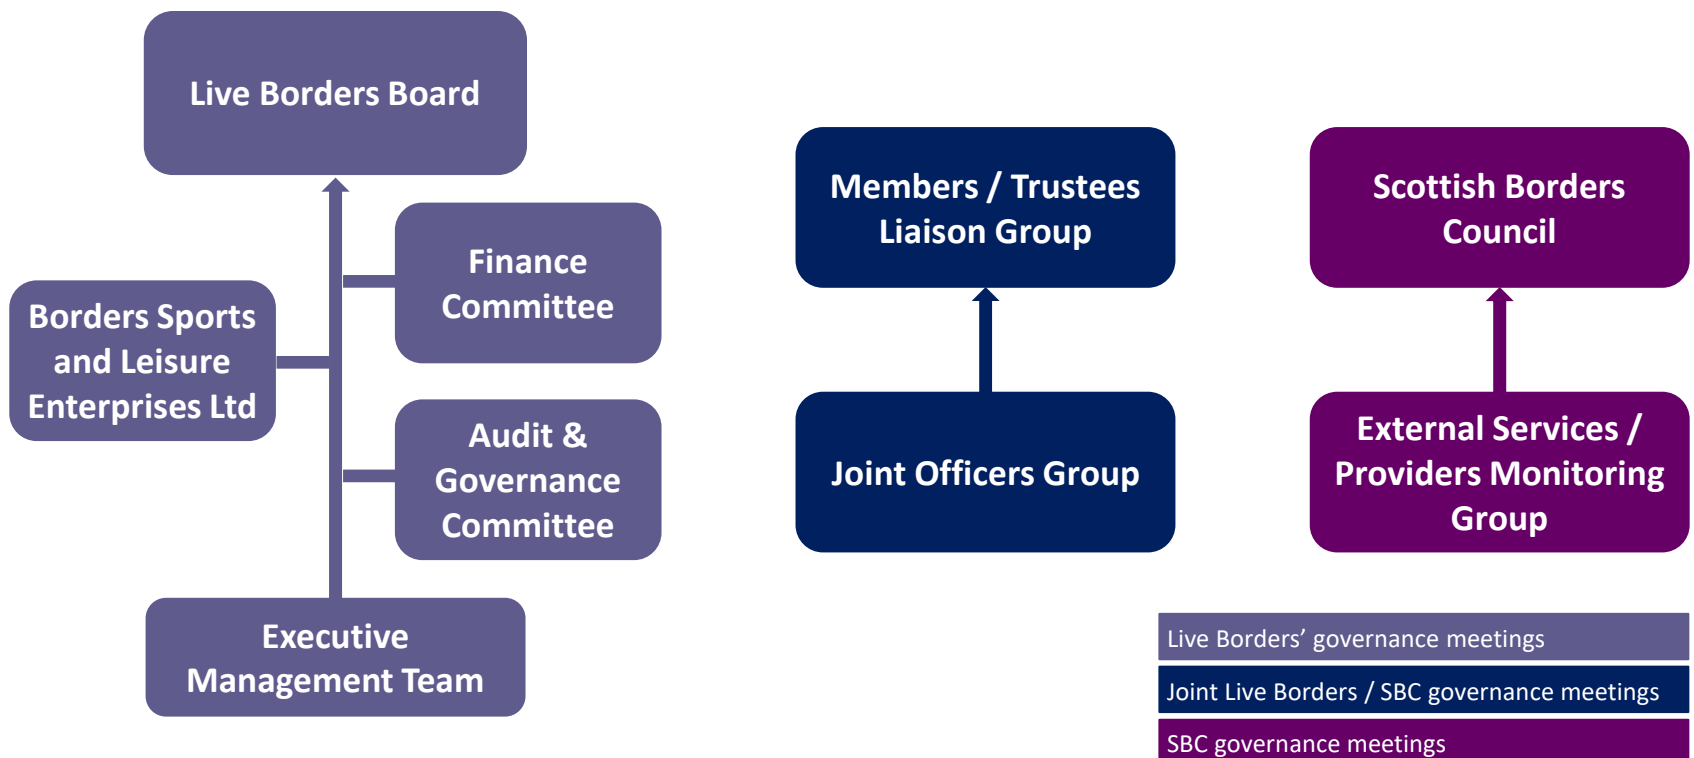 Live Borders Board
Finance
Committee
Borders Sports
and Leisure
Enterprises Ltd
Audit &
Governance
Committee
Executive
Management Team
Members / Trustees
Liaison Group
Joint Officers Group
Scottish Borders
Council
External Services /
Providers Monitoring
Group
Live Borders’ governance meetings
Joint Live Borders / SBC governance meetings
SBC governance meetings